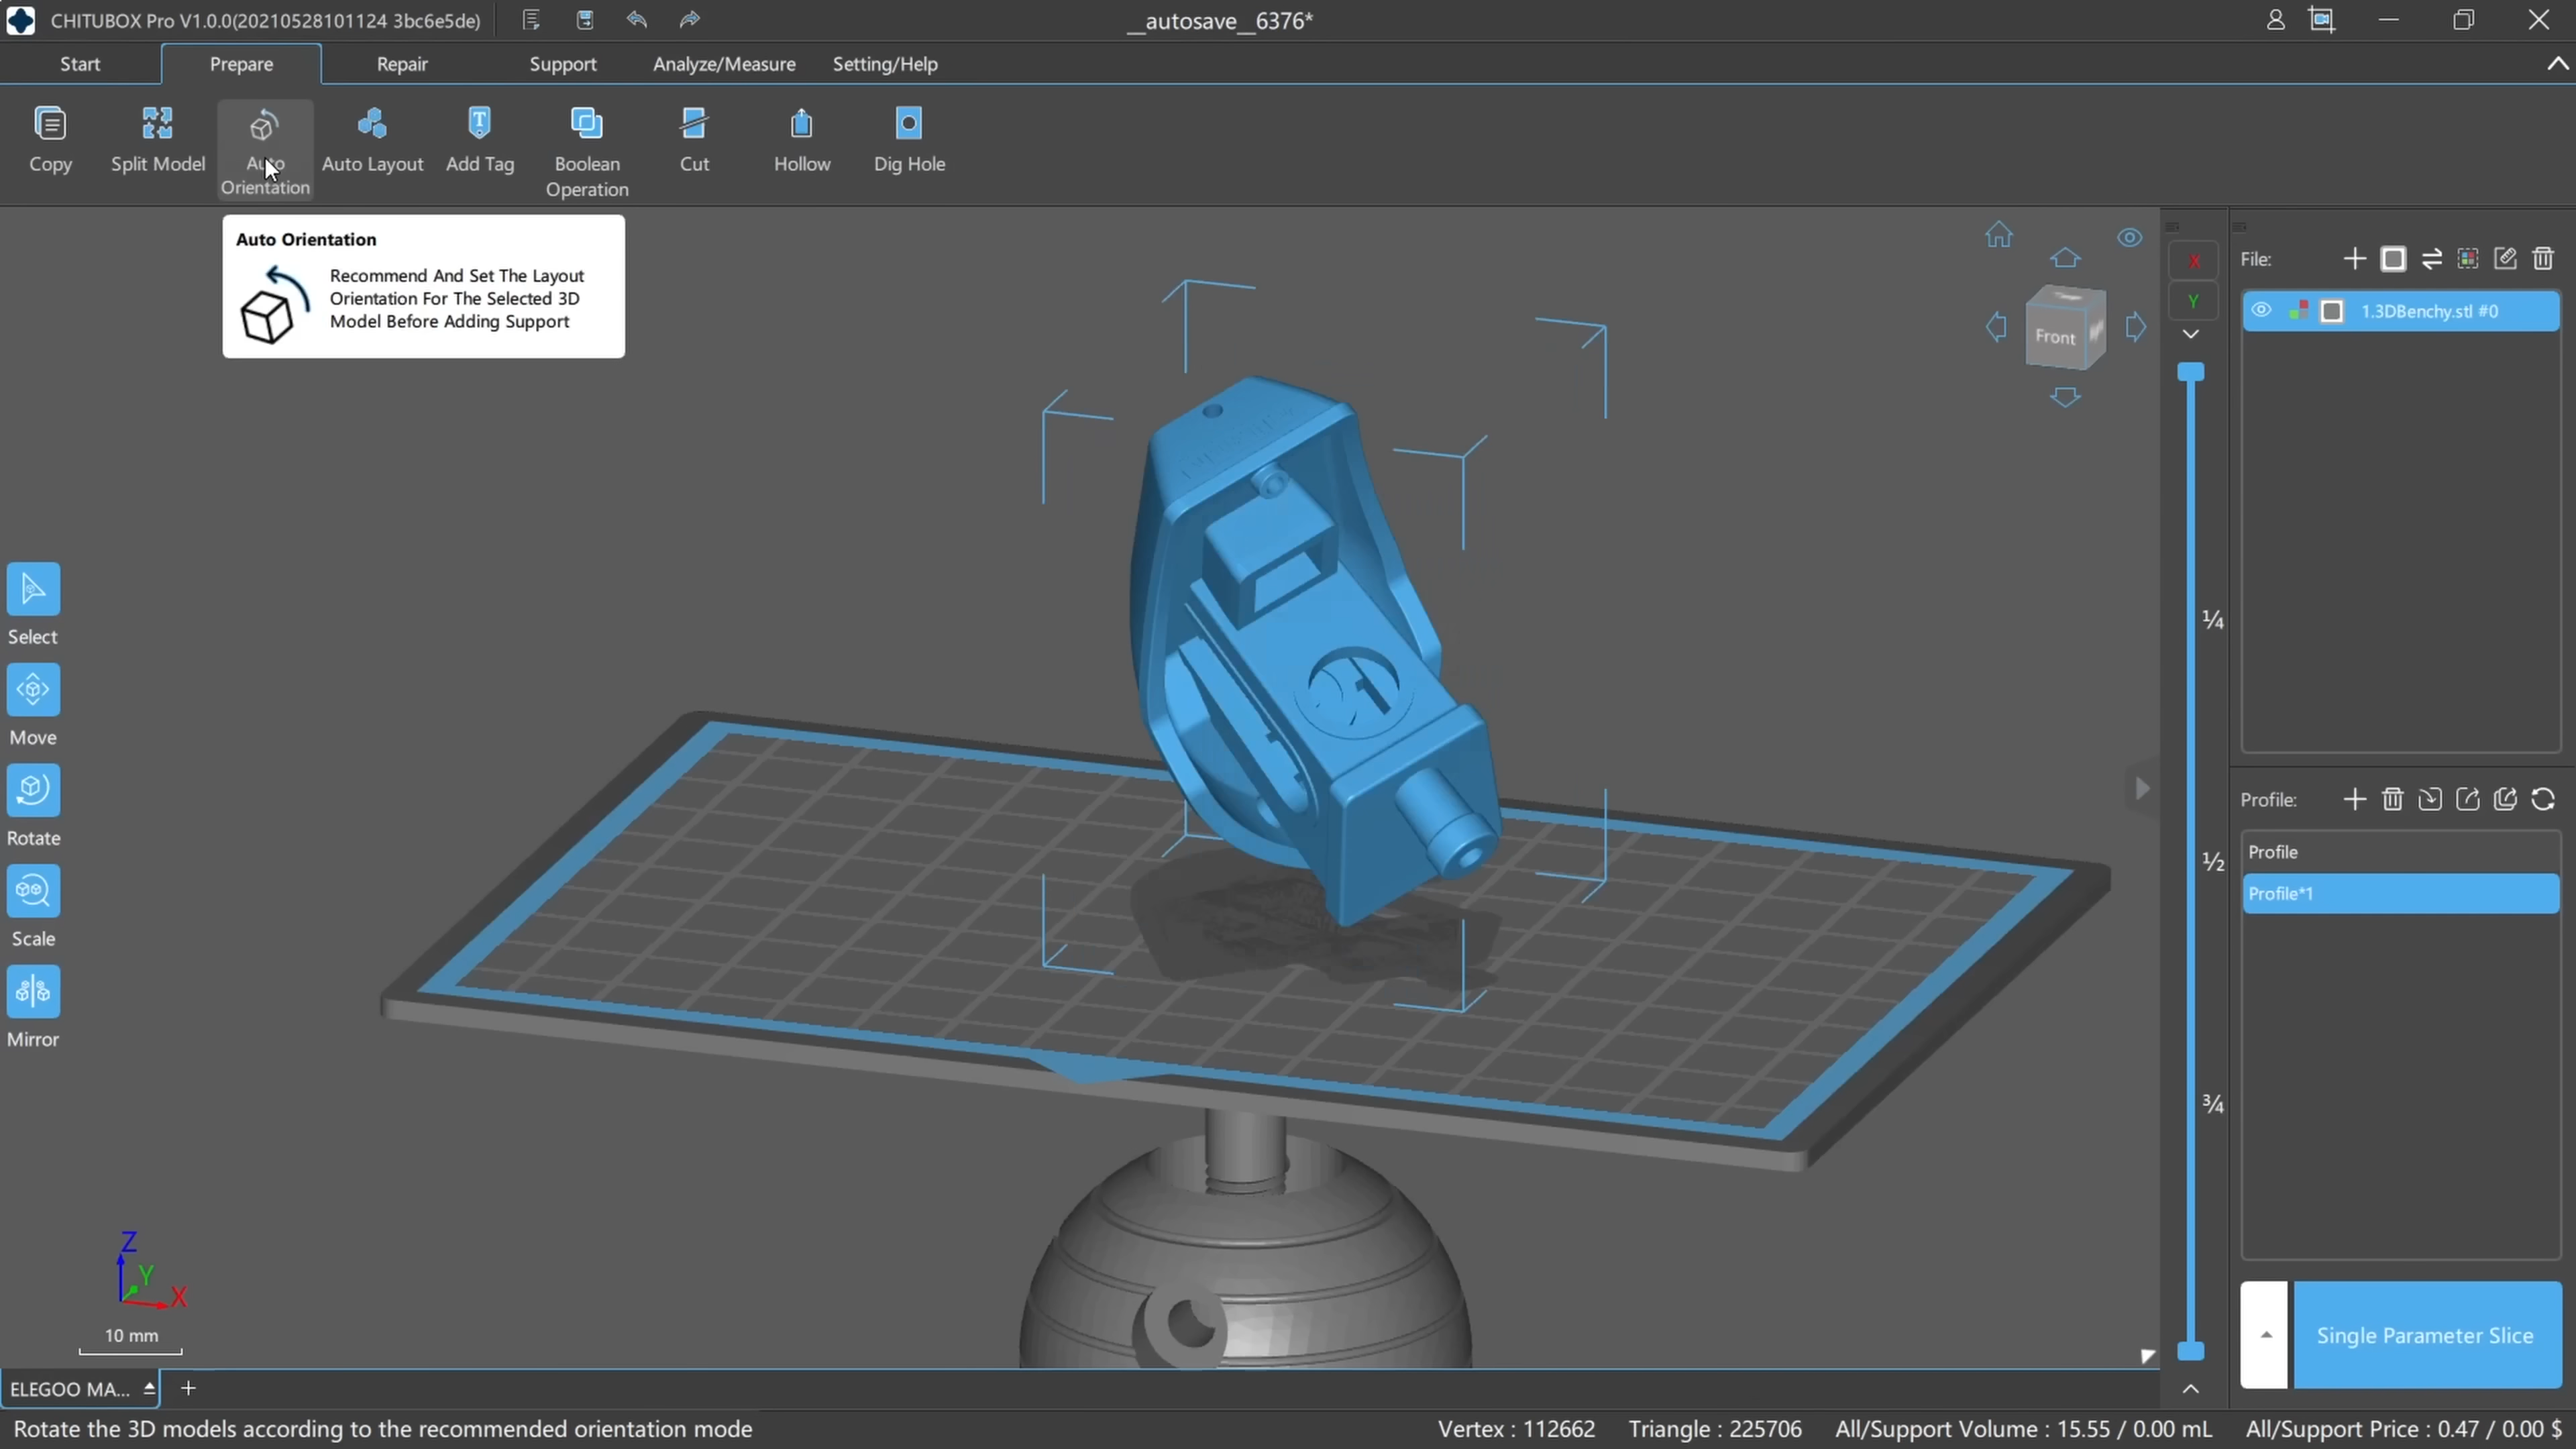 CHITUBOX Pro V1.0.0(20210528101124 3bc6e5de)
__autosave__6376*
Start
Prepare
Repair
Support
Analyze/Measure
Setting/Help
Copy
Split Model
Auto
Orientation
Auto Layout
Add Tag
Boolean
Operation
Cut
Hollow
Dig Hole
Auto Orientation
Recommend And Set The Layout
Orientation For The Selected 3D
Model Before Adding Support
Front
X
Y
File:
1.3DBenchy.stl #0
Select
Move
Rotate
Scale
Mirror
¼
½
¾
Profile:
Profile
Profile*1
Z
Y
X
10 mm
Single Parameter Slice
ELEGOO MA...
Rotate the 3D models according to the recommended orientation mode
Vertex : 112662
Triangle : 225706
All/Support Volume : 15.55 / 0.00 mL
All/Support Price : 0.47 / 0.00 $